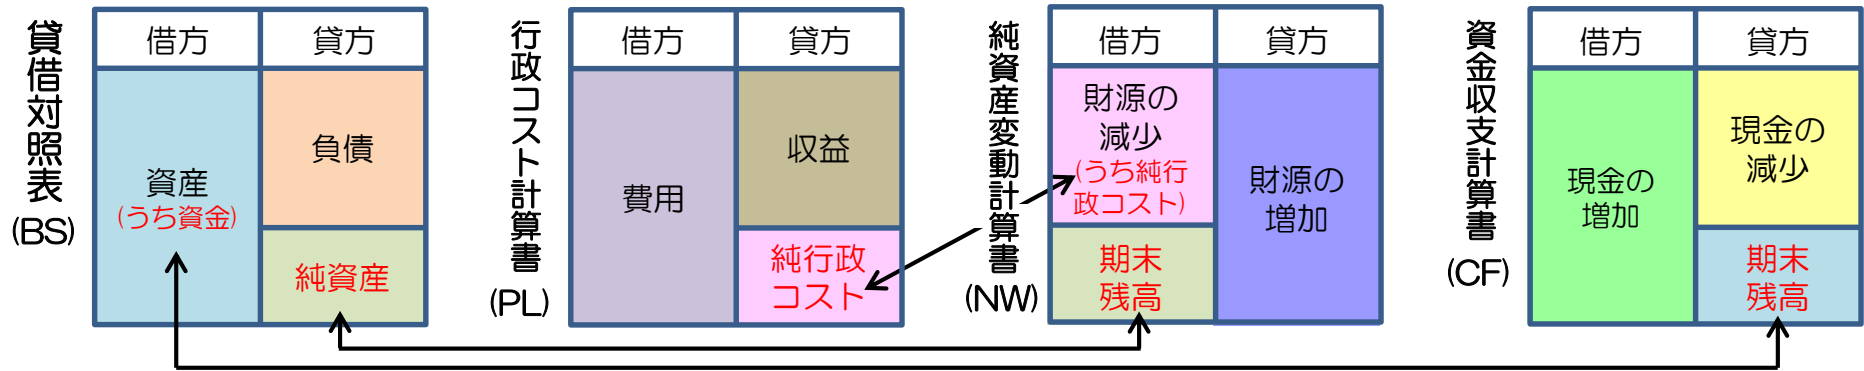 貸借対照表
(BS)
借方
貸方
資産
(うち資金)
負債
純資産
行政コスト計算書
(PL)
借方
貸方
費用
収益
純行政
コスト
純資産変動計算書
(NW)
借方
貸方
財源の
減少
(うち純行
政コスト)
期末
残高
財源の
増加
資金収支計算書
(CF)
借方
貸方
現金の
増加
現金の
減少
期末
残高